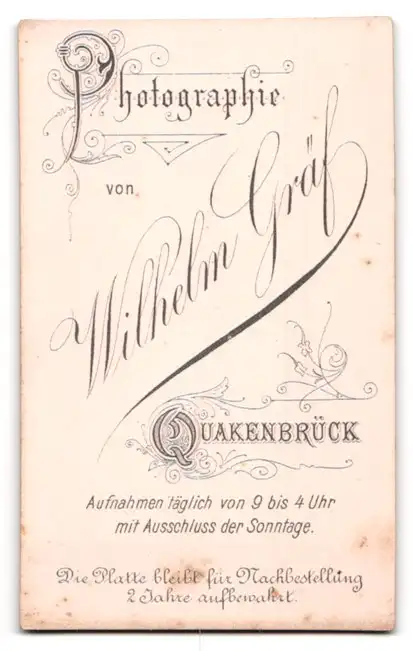 Photographie
von
Wilhelm Gräf
QUAKENBRÜCK
Aufnahmen täglich von 9 bis 4 Uhr
mit Ausschluss der Sonntage.
Die Platte bleibt für Nachbestellung
2 Jahre aufbewahrt.